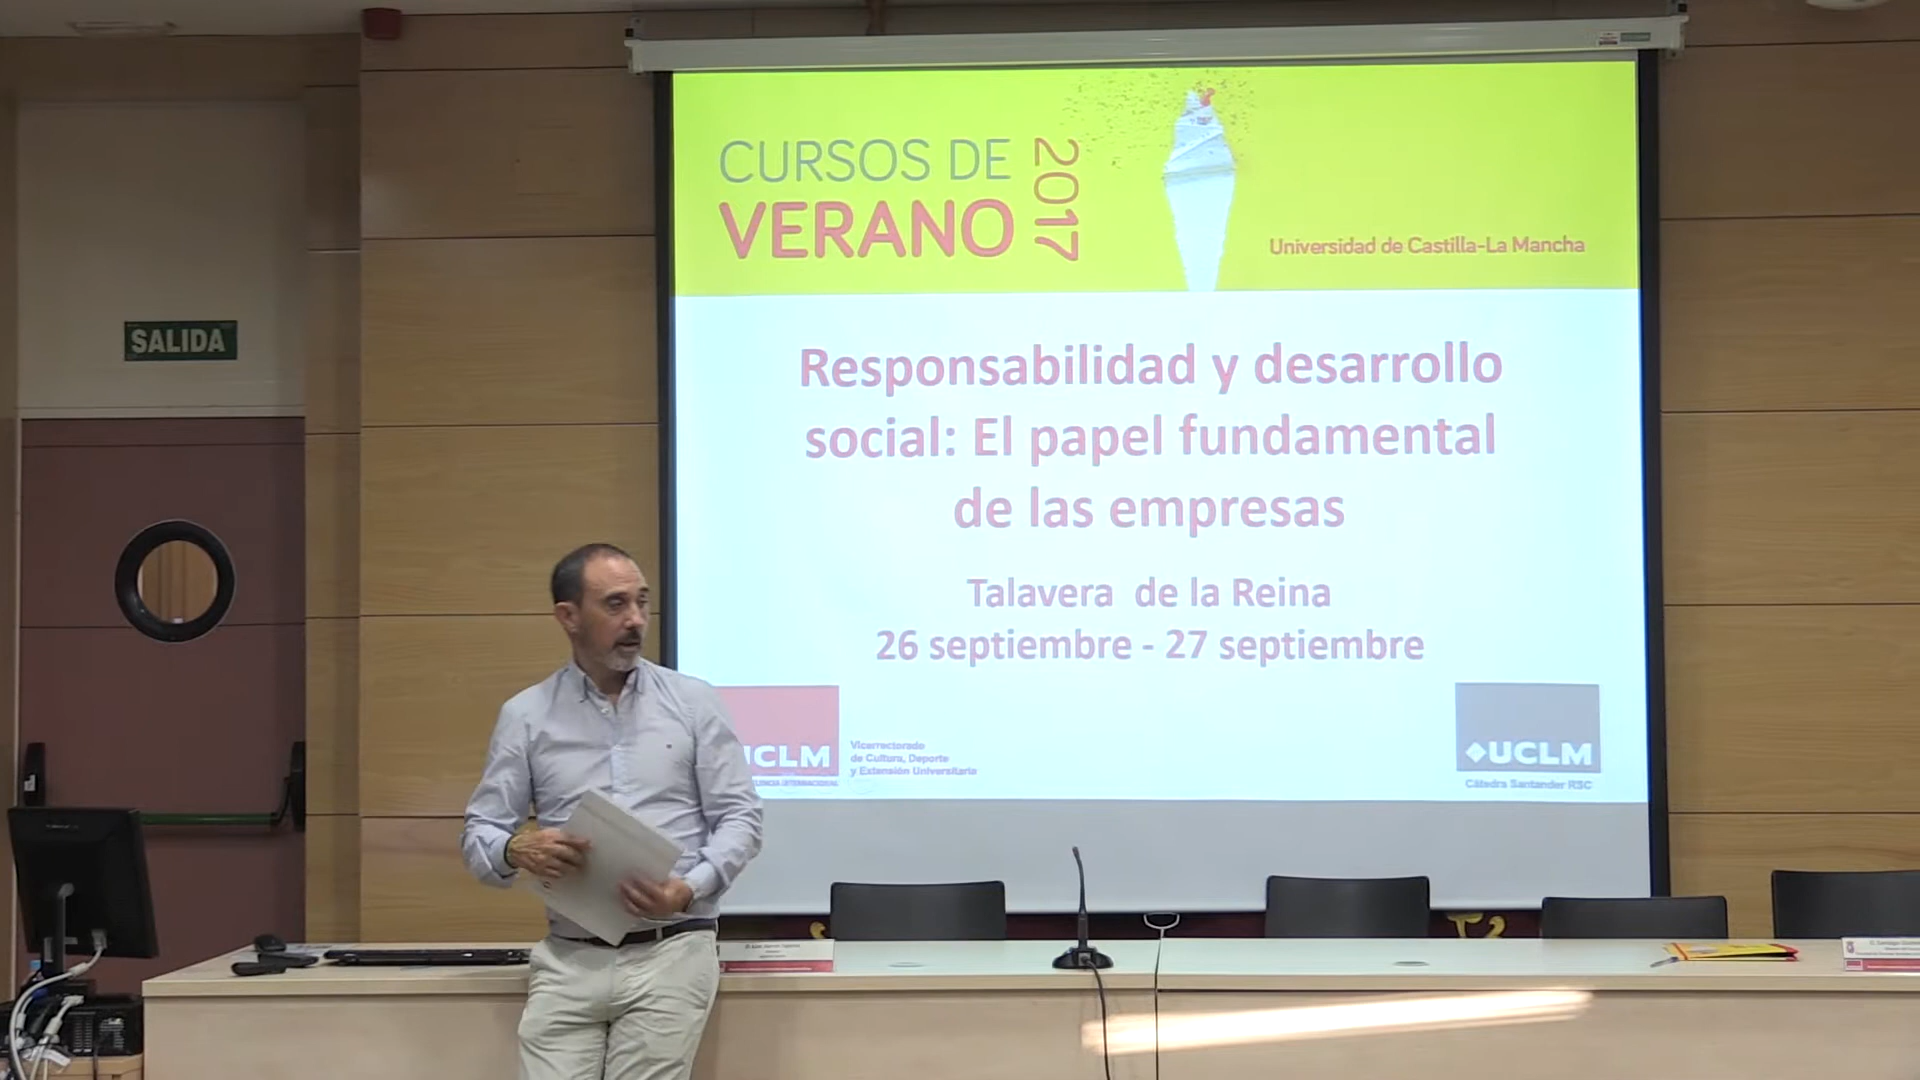 CURSOS DE
VERANO
2017
Universidad de Castilla-La Mancha
SALIDA
Responsabilidad y desarrollo
social: El papel fundamental
de las empresas
Talavera de la Reina
26 septiembre - 27 septiembre
UCLM
Vicerrectorado
de Cultura, Deporte
y Extensión Universitaria
UCLM
Cátedra Santander RSC